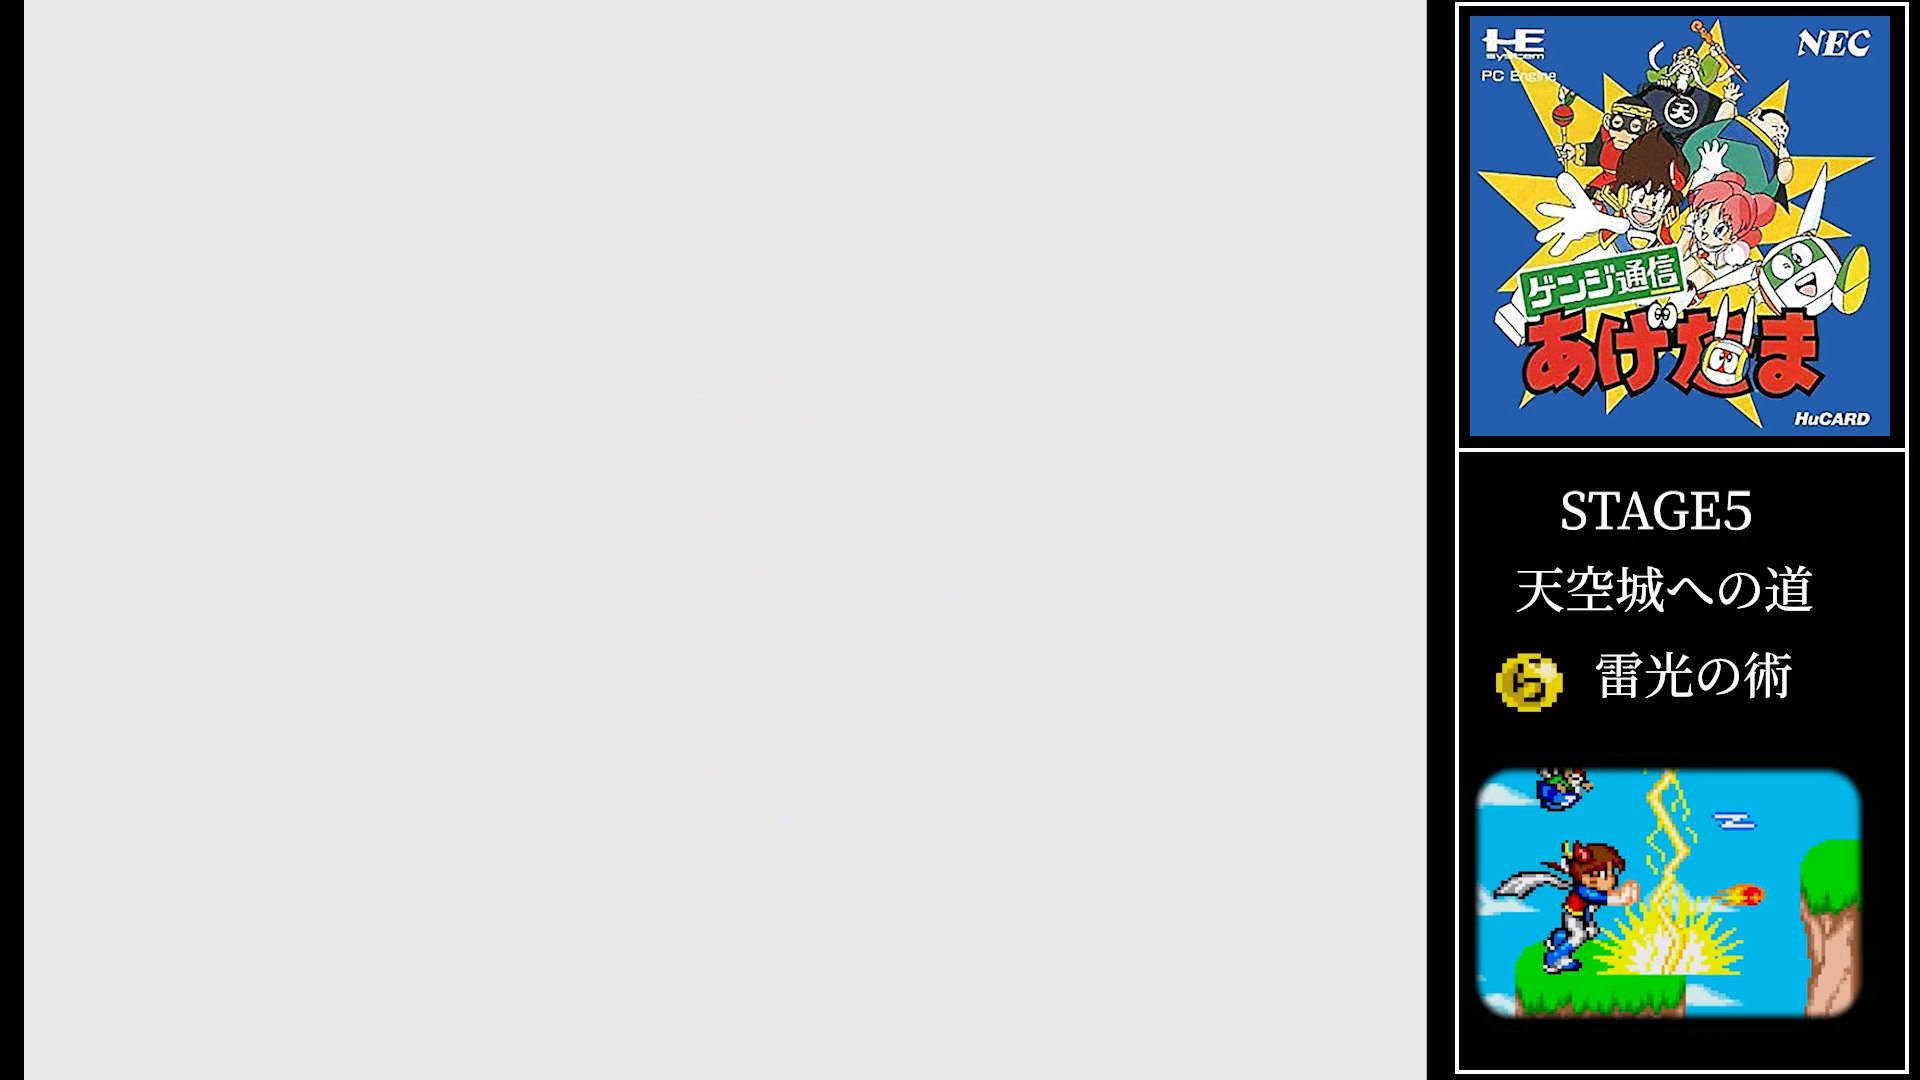 HE
system
PC Engine
NEC
天
ゲンジ通信
あげだま
HuCARD
STAGE5
天空城への道
ら 雷光の術